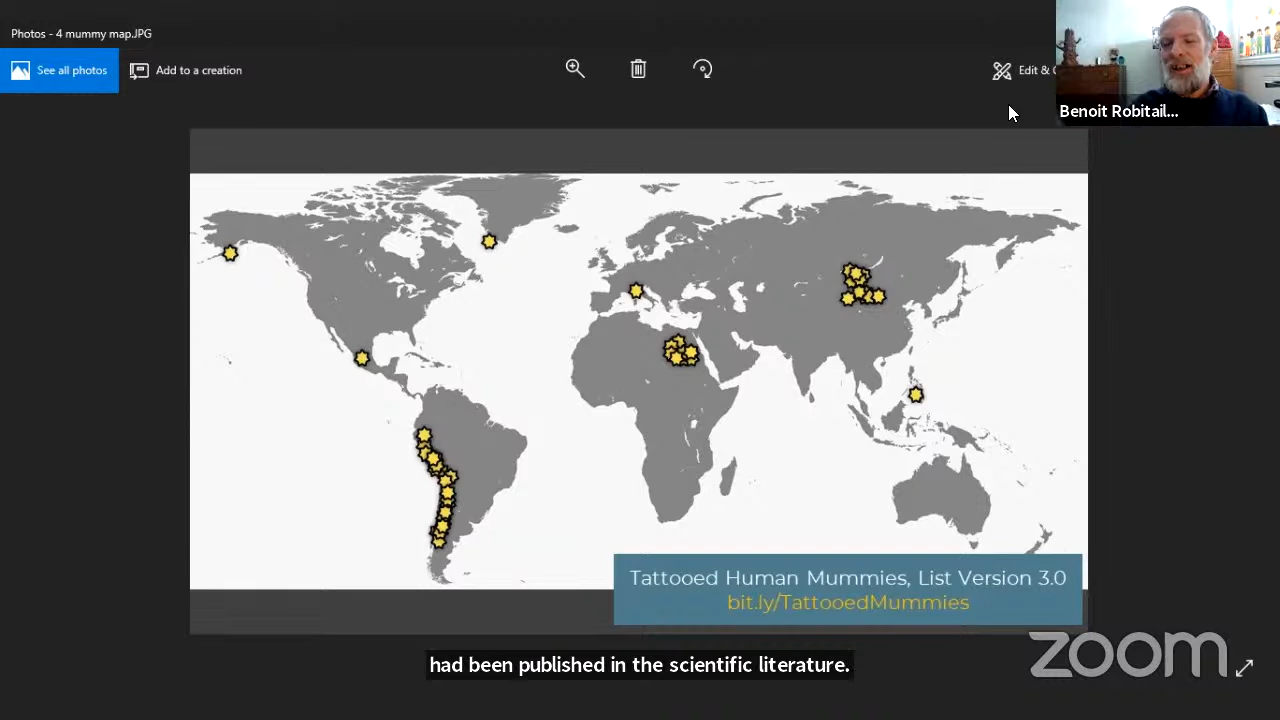 Photos - 4 mummy map.JPG
See all photos
Add to a creation
Edit & C
Benoit Robitail...
Tattooed Human Mummies, List Version 3.0
bit.ly/TattooedMummies
had been published in the scientific literature.
zoom